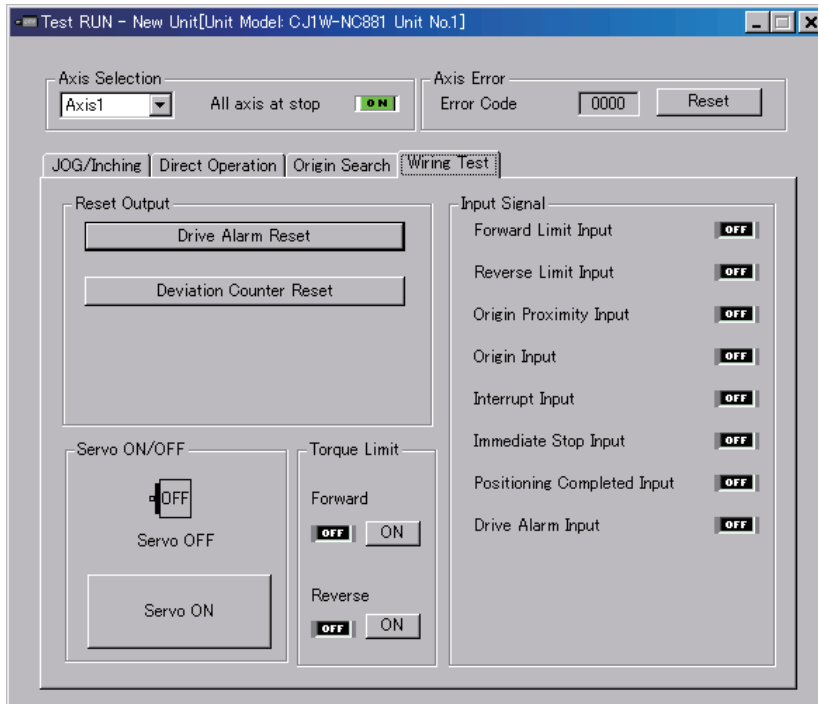 Test RUN - New Unit[Unit Model: CJ1W-NC881 Unit No.1]
Axis Selection
Axis1
All axis at stop
ON
Axis Error
Error Code
0000
Reset
JOG/Inching
Direct Operation
Origin Search
Wiring Test
Reset Output
Drive Alarm Reset
Deviation Counter Reset
Servo ON/OFF
OFF
Servo OFF
Servo ON
Torque Limit
Forward
OFF
ON
Reverse
OFF
ON
Input Signal
Forward Limit Input OFF
Reverse Limit Input OFF
Origin Proximity Input OFF
Origin Input OFF
Interrupt Input OFF
Immediate Stop Input OFF
Positioning Completed Input OFF
Drive Alarm Input OFF